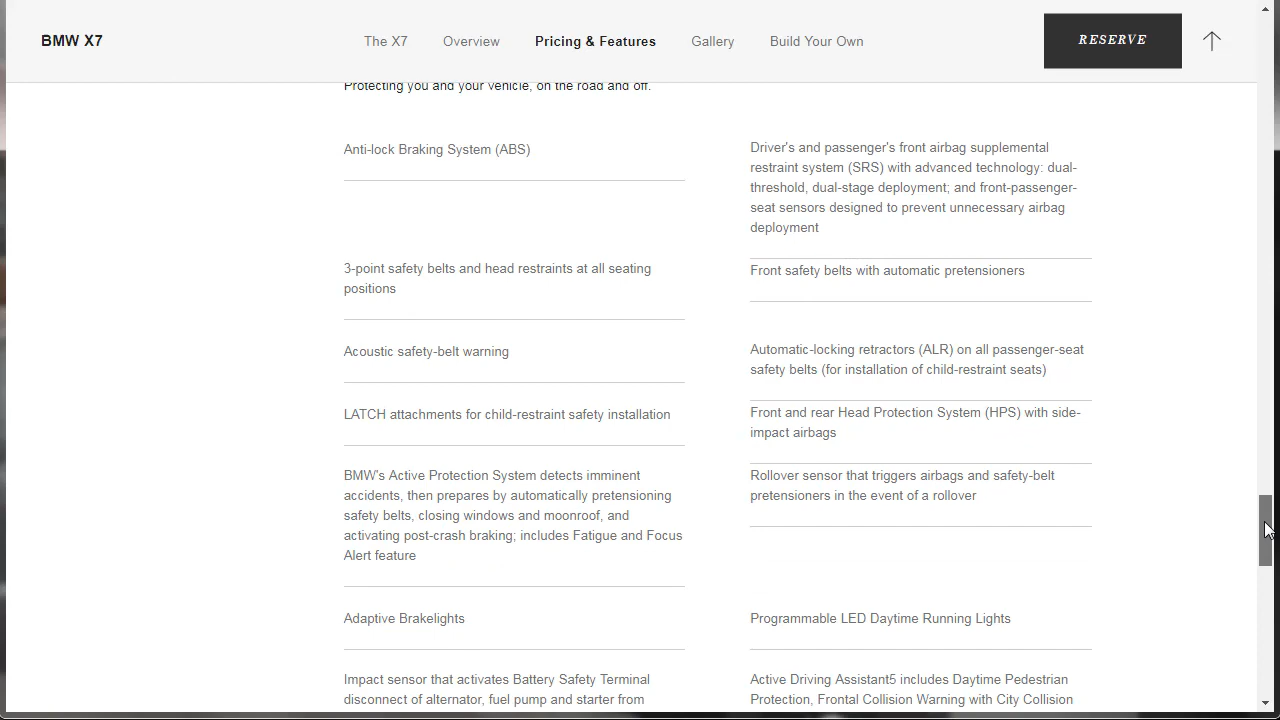 BMW X7
The X7
Overview
Pricing & Features
Gallery
Build Your Own
RESERVE
Protecting you and your vehicle, on the road and off.
Anti-lock Braking System (ABS)
Driver's and passenger's front airbag supplemental
restraint system (SRS) with advanced technology: dual-
threshold, dual-stage deployment; and front-passenger-
seat sensors designed to prevent unnecessary airbag
deployment
3-point safety belts and head restraints at all seating
positions
Front safety belts with automatic pretensioners
Acoustic safety-belt warning
Automatic-locking retractors (ALR) on all passenger-seat
safety belts (for installation of child-restraint seats)
LATCH attachments for child-restraint safety installation
Front and rear Head Protection System (HPS) with side-
impact airbags
BMW's Active Protection System detects imminent
accidents, then prepares by automatically pretensioning
safety belts, closing windows and moonroof, and
activating post-crash braking; includes Fatigue and Focus
Alert feature
Rollover sensor that triggers airbags and safety-belt
pretensioners in the event of a rollover
Adaptive Brakelights
Programmable LED Daytime Running Lights
Impact sensor that activates Battery Safety Terminal
disconnect of alternator, fuel pump and starter from
Active Driving Assistant5 includes Daytime Pedestrian
Protection, Frontal Collision Warning with City Collision